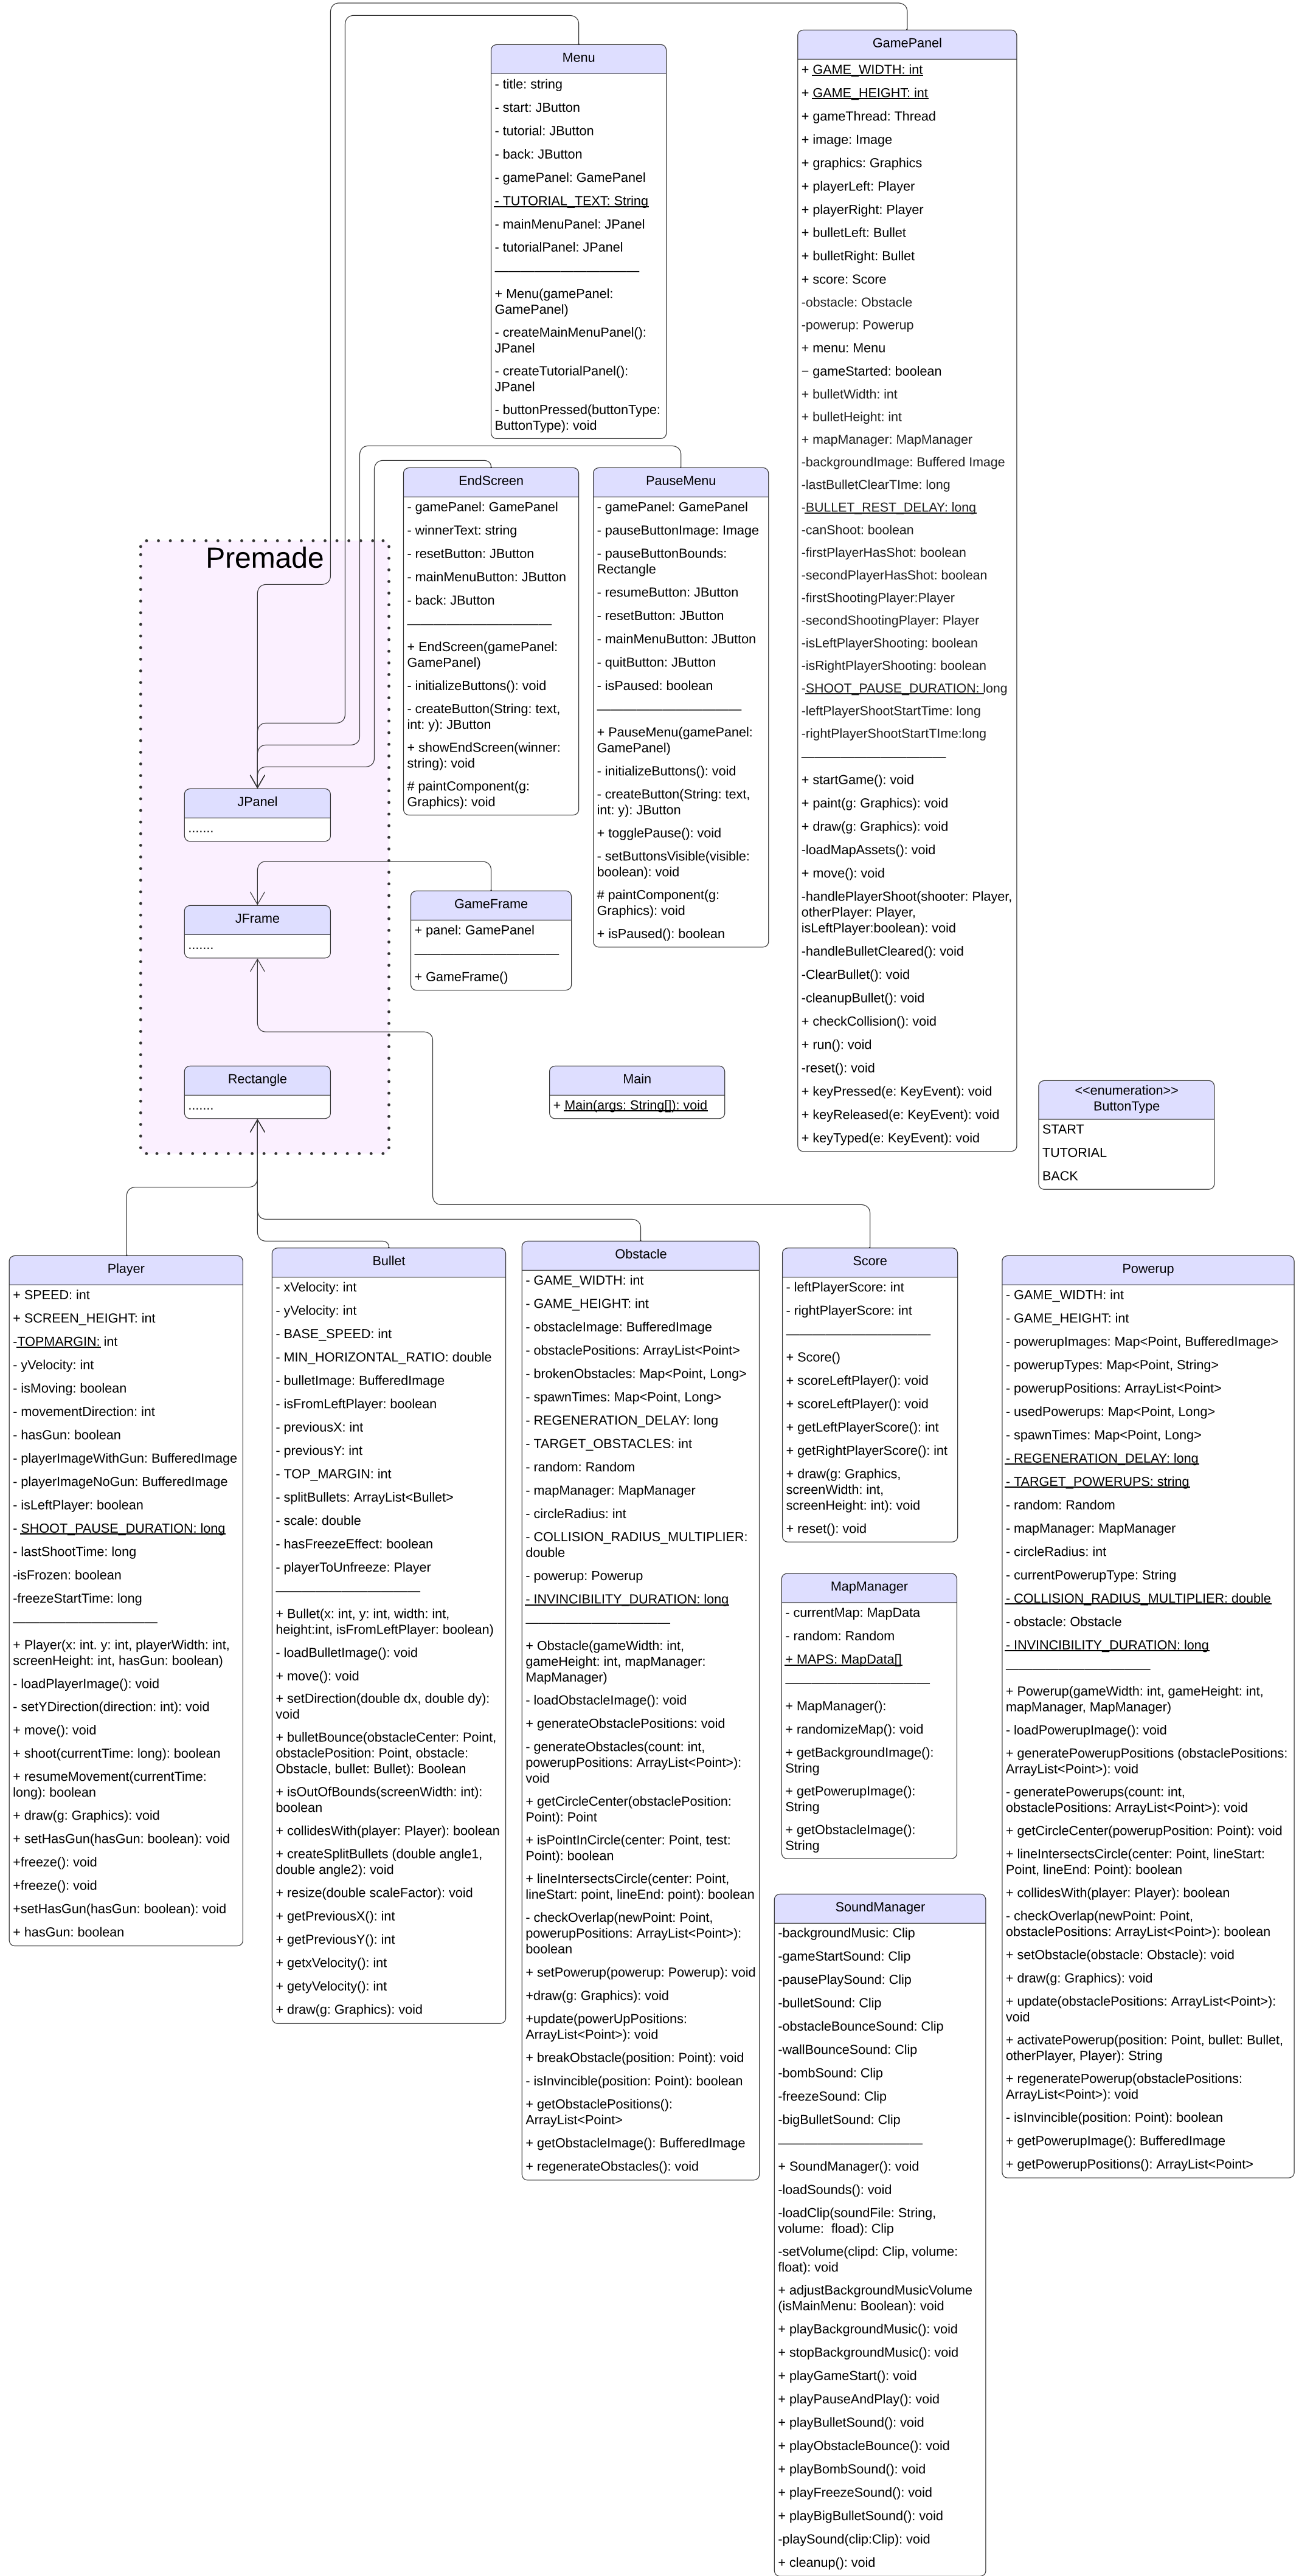 Menu
- title: string
- start: JButton
- tutorial: JButton
- back: JButton
- gamePanel: GamePanel
- TUTORIAL_TEXT: String
- mainMenuPanel: JPanel
- tutorialPanel: JPanel
+ Menu(gamePanel:
GamePanel)
- createMainMenuPanel():
JPanel
- createTutorialPanel():
JPanel
- buttonPressed(buttonType:
ButtonType): void
GamePanel
+ GAME_WIDTH: int
+ GAME_HEIGHT: int
+ gameThread: Thread
+ image: Image
+ graphics: Graphics
+ playerLeft: Player
+ playerRight: Player
+ bulletLeft: Bullet
+ bulletRight: Bullet
+ score: Score
-obstacle: Obstacle
-powerup: Powerup
+ menu: Menu
− gameStarted: boolean
+ bulletWidth: int
+ bulletHeight: int
+ mapManager: MapManager
-backgroundImage: Buffered Image
-lastBulletClearTIme: long
-BULLET_REST_DELAY: long
-canShoot: boolean
-firstPlayerHasShot: boolean
-secondPlayerHasShot: boolean
-firstShootingPlayer:Player
-secondShootingPlayer: Player
-isLeftPlayerShooting: boolean
-isRightPlayerShooting: boolean
-SHOOT_PAUSE_DURATION: long
-leftPlayerShootStartTime: long
-rightPlayerShootStartTIme:long
+ startGame(): void
+ paint(g: Graphics): void
+ draw(g: Graphics): void
-loadMapAssets(): void
+ move(): void
-handlePlayerShoot(shooter: Player,
otherPlayer: Player,
isLeftPlayer:boolean): void
-handleBulletCleared(): void
-ClearBullet(): void
-cleanupBullet(): void
+ checkCollision(): void
+ run(): void
-reset(): void
+ keyPressed(e: KeyEvent): void
+ keyReleased(e: KeyEvent): void
+ keyTyped(e: KeyEvent): void
EndScreen
- gamePanel: GamePanel
- winnerText: string
- resetButton: JButton
- mainMenuButton: JButton
- back: JButton
+ EndScreen(gamePanel:
GamePanel)
- initializeButtons(): void
- createButton(String: text,
int: y): JButton
+ showEndScreen(winner:
string): void
# paintComponent(g:
Graphics): void
PauseMenu
- gamePanel: GamePanel
- pauseButtonImage: Image
- pauseButtonBounds:
Rectangle
- resumeButton: JButton
- resetButton: JButton
- mainMenuButton: JButton
- quitButton: JButton
- isPaused: boolean
+ PauseMenu(gamePanel:
GamePanel)
- initializeButtons(): void
- createButton(String: text,
int: y): JButton
+ togglePause(): void
- setButtonsVisible(visible:
boolean): void
# paintComponent(g:
Graphics): void
+ isPaused(): boolean
Premade
JPanel
.......
JFrame
.......
Rectangle
.......
GameFrame
+ panel: GamePanel
+ GameFrame()
Main
+ Main(args: String[]): void
<<enumeration>>
ButtonType
START
TUTORIAL
BACK
Player
+ SPEED: int
+ SCREEN_HEIGHT: int
-TOPMARGIN: int
- yVelocity: int
- isMoving: boolean
- movementDirection: int
- hasGun: boolean
- playerImageWithGun: BufferedImage
- playerImageNoGun: BufferedImage
- isLeftPlayer: boolean
- SHOOT_PAUSE_DURATION: long
- lastShootTime: long
-isFrozen: boolean
-freezeStartTime: long
+ Player(x: int. y: int, playerWidth: int,
screenHeight: int, hasGun: boolean)
- loadPlayerImage(): void
- setYDirection(direction: int): void
+ move(): void
+ shoot(currentTime: long): boolean
+ resumeMovement(currentTime:
long): boolean
+ draw(g: Graphics): void
+ setHasGun(hasGun: boolean): void
+freeze(): void
+freeze(): void
+setHasGun(hasGun: boolean): void
+ hasGun: boolean
Bullet
- xVelocity: int
- yVelocity: int
- BASE_SPEED: int
- MIN_HORIZONTAL_RATIO: double
- bulletImage: BufferedImage
- isFromLeftPlayer: boolean
- previousX: int
- previousY: int
- TOP_MARGIN: int
- splitBullets: ArrayList<Bullet>
- scale: double
- hasFreezeEffect: boolean
- playerToUnfreeze: Player
+ Bullet(x: int, y: int, width: int,
height:int, isFromLeftPlayer: boolean)
- loadBulletImage(): void
+ move(): void
+ setDirection(double dx, double dy):
void
+ bulletBounce(obstacleCenter: Point,
obstaclePosition: Point, obstacle:
Obstacle, bullet: Bullet): Boolean
+ isOutOfBounds(screenWidth: int):
boolean
+ collidesWith(player: Player): boolean
+ createSplitBullets (double angle1,
double angle2): void
+ resize(double scaleFactor): void
+ getPreviousX(): int
+ getPreviousY(): int
+ getxVelocity(): int
+ getyVelocity(): int
+ draw(g: Graphics): void
Obstacle
- GAME_WIDTH: int
- GAME_HEIGHT: int
- obstacleImage: BufferedImage
- obstaclePositions: ArrayList<Point>
- brokenObstacles: Map<Point, Long>
- spawnTimes: Map<Point, Long>
- REGENERATION_DELAY: long
- TARGET_OBSTACLES: int
- random: Random
- mapManager: MapManager
- circleRadius: int
- COLLISION_RADIUS_MULTIPLIER:
double
- powerup: Powerup
- INVINCIBILITY_DURATION: long
+ Obstacle(gameWidth: int,
gameHeight: int, mapManager:
MapManager)
- loadObstacleImage(): void
+ generateObstaclePositions: void
- generateObstacles(count: int,
powerupPositions: ArrayList<Point>):
void
+ getCircleCenter(obstaclePosition:
Point): Point
+ isPointInCircle(center: Point, test:
Point): boolean
+ lineIntersectsCircle(center: Point,
lineStart: point, lineEnd: point): boolean
- checkOverlap(newPoint: Point,
powerupPositions: ArrayList<Point>):
boolean
+ setPowerup(powerup: Powerup): void
+draw(g: Graphics): void
+update(powerUpPositions:
ArrayList<Point>): void
+ breakObstacle(position: Point): void
- isInvincible(position: Point): boolean
+ getObstaclePositions():
ArrayList<Point>
+ getObstacleImage(): BufferedImage
+ regenerateObstacles(): void
Score
- leftPlayerScore: int
- rightPlayerScore: int
+ Score()
+ scoreLeftPlayer(): void
+ scoreLeftPlayer(): void
+ getLeftPlayerScore(): int
+ getRightPlayerScore(): int
+ draw(g: Graphics,
screenWidth: int,
screenHeight: int): void
+ reset(): void
MapManager
- currentMap: MapData
- random: Random
+ MAPS: MapData[]
+ MapManager():
+ randomizeMap(): void
+ getBackgroundImage():
String
+ getPowerupImage():
String
+ getObstacleImage():
String
SoundManager
-backgroundMusic: Clip
-gameStartSound: Clip
-pausePlaySound: Clip
-bulletSound: Clip
-obstacleBounceSound: Clip
-wallBounceSound: Clip
-bombSound: Clip
-freezeSound: Clip
-bigBulletSound: Clip
+ SoundManager(): void
-loadSounds(): void
-loadClip(soundFile: String,
volume:  fload): Clip
-setVolume(clipd: Clip, volume:
float): void
+ adjustBackgroundMusicVolume
(isMainMenu: Boolean): void
+ playBackgroundMusic(): void
+ stopBackgroundMusic(): void
+ playGameStart(): void
+ playPauseAndPlay(): void
+ playBulletSound(): void
+ playObstacleBounce(): void
+ playBombSound(): void
+ playFreezeSound(): void
+ playBigBulletSound(): void
-playSound(clip:Clip): void
+ cleanup(): void
Powerup
- GAME_WIDTH: int
- GAME_HEIGHT: int
- powerupImages: Map<Point, BufferedImage>
- powerupTypes: Map<Point, String>
- powerupPositions: ArrayList<Point>
- usedPowerups: Map<Point, Long>
- spawnTimes: Map<Point, Long>
- REGENERATION_DELAY: long
- TARGET_POWERUPS: string
- random: Random
- mapManager: MapManager
- circleRadius: int
- currentPowerupType: String
- COLLISION_RADIUS_MULTIPLIER: double
- obstacle: Obstacle
- INVINCIBILITY_DURATION: long
+ Powerup(gameWidth: int, gameHeight: int,
mapManager, MapManager)
- loadPowerupImage(): void
+ generatePowerupPositions (obstaclePositions:
ArrayList<Point>): void
- generatePowerups(count: int,
obstaclePositions: ArrayList<Point>): void
+ getCircleCenter(powerupPosition: Point): void
+ lineIntersectsCircle(center: Point, lineStart:
Point, lineEnd: Point): boolean
+ collidesWith(player: Player): boolean
- checkOverlap(newPoint: Point,
obstaclePositions: ArrayList<Point>): boolean
+ setObstacle(obstacle: Obstacle): void
+ draw(g: Graphics): void
+ update(obstaclePositions: ArrayList<Point>):
void
+ activatePowerup(position: Point, bullet: Bullet,
otherPlayer, Player): String
+ regeneratePowerup(obstaclePositions:
ArrayList<Point>): void
- isInvincible(position: Point): boolean
+ getPowerupImage(): BufferedImage
+ getPowerupPositions(): ArrayList<Point>